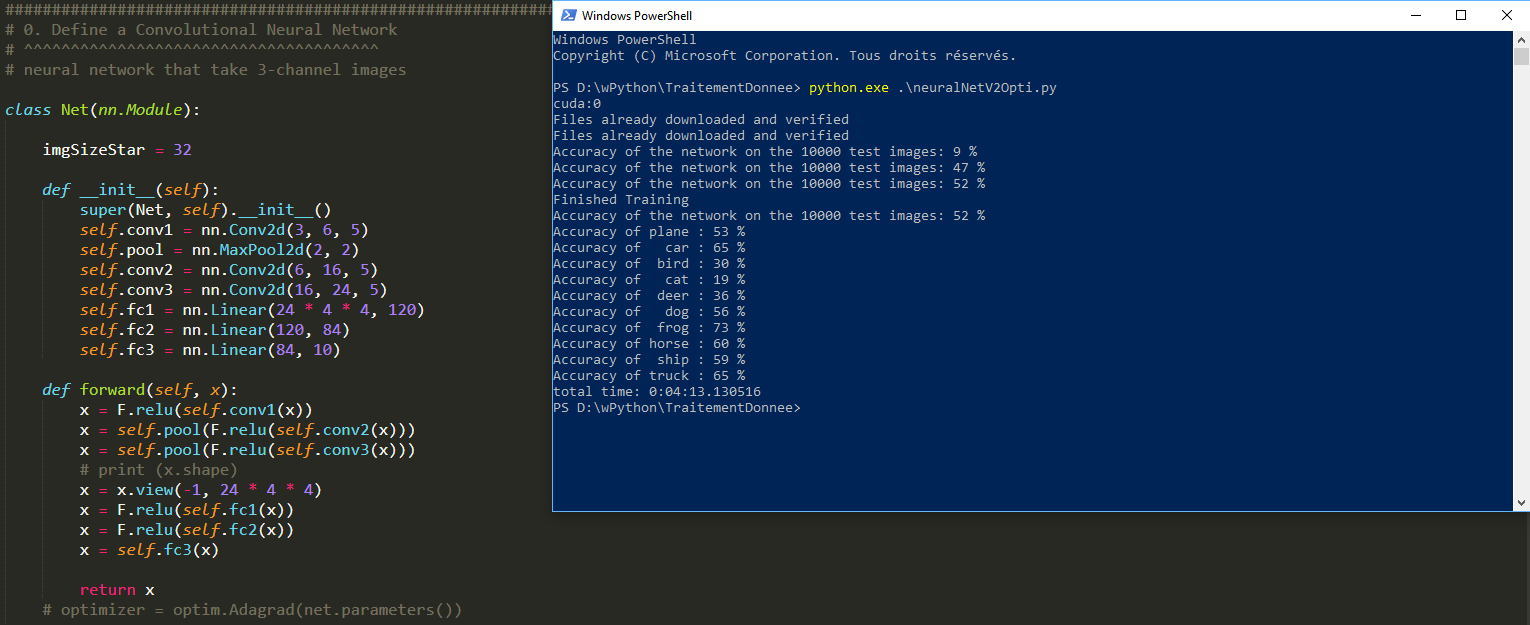 ############################################################
# 0. Define a Convolutional Neural Network
# ^^^^^^^^^^^^^^^^^^^^^^^^^^^^^^^^^^^^^^
# neural network that take 3-channel images
class Net(nn.Module):
imgSizeStar = 32
def __init__(self):
super(Net, self).__init__()
self.conv1 = nn.Conv2d(3, 6, 5)
self.pool = nn.MaxPool2d(2, 2)
self.conv2 = nn.Conv2d(6, 16, 5)
self.conv3 = nn.Conv2d(16, 24, 5)
self.fc1 = nn.Linear(24 * 4 * 4, 120)
self.fc2 = nn.Linear(120, 84)
self.fc3 = nn.Linear(84, 10)
def forward(self, x):
x = F.relu(self.conv1(x))
x = self.pool(F.relu(self.conv2(x)))
x = self.pool(F.relu(self.conv3(x)))
# print (x.shape)
x = x.view(-1, 24 * 4 * 4)
x = F.relu(self.fc1(x))
x = F.relu(self.fc2(x))
x = self.fc3(x)
return x
# optimizer = optim.Adagrad(net.parameters())
Windows PowerShell
Windows PowerShell
Copyright (C) Microsoft Corporation. Tous droits réservés.
PS D:\wPython\TraitementDonnee> python.exe .\neuralNetV2Opti.py
cuda:0
Files already downloaded and verified
Files already downloaded and verified
Accuracy of the network on the 10000 test images: 9 %
Accuracy of the network on the 10000 test images: 47 %
Accuracy of the network on the 10000 test images: 52 %
Finished Training
Accuracy of the network on the 10000 test images: 52 %
Accuracy of plane : 53 %
Accuracy of   car : 65 %
Accuracy of  bird : 30 %
Accuracy of   cat : 19 %
Accuracy of  deer : 36 %
Accuracy of   dog : 56 %
Accuracy of  frog : 73 %
Accuracy of horse : 60 %
Accuracy of  ship : 59 %
Accuracy of truck : 65 %
total time: 0:04:13.130516
PS D:\wPython\TraitementDonnee>